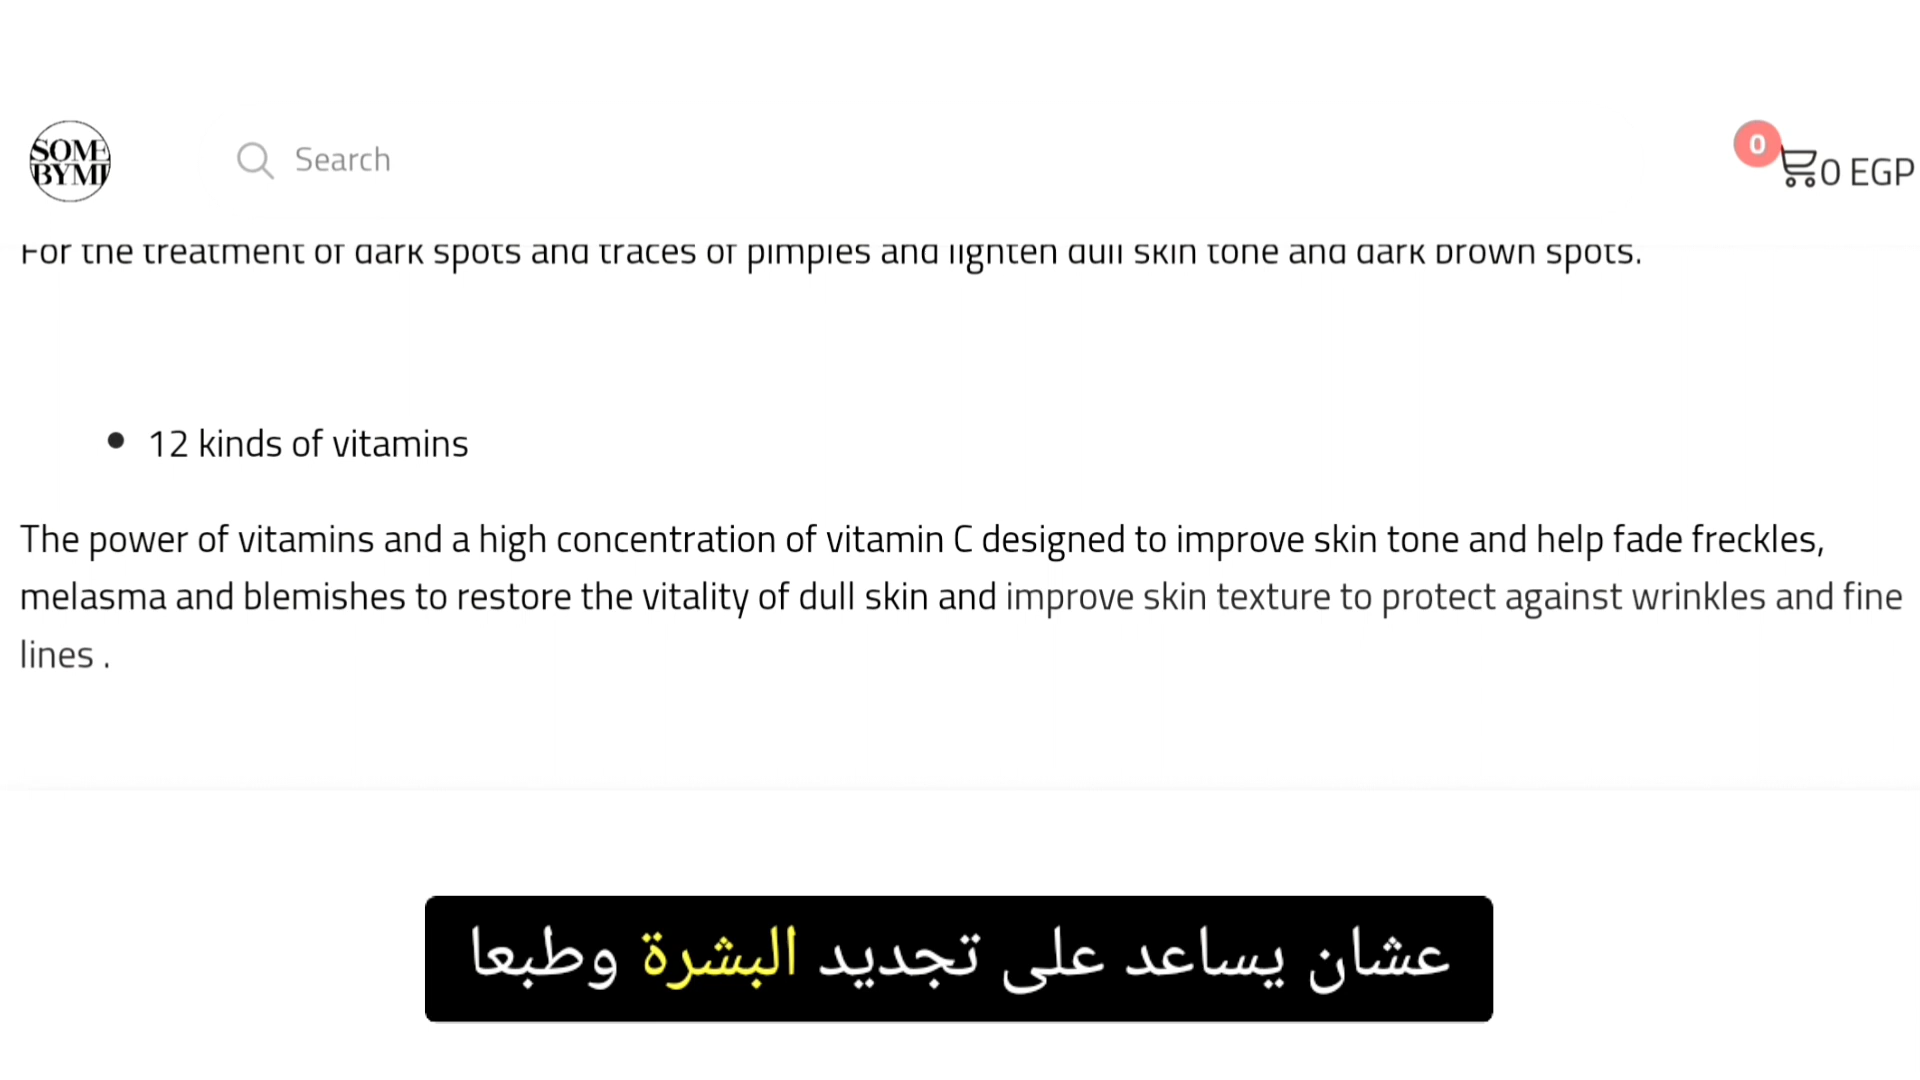 SOME
BYMI
Search
0
0 EGP
For the treatment of dark spots and traces of pimples and lighten dull skin tone and dark brown spots.
• 12 kinds of vitamins
The power of vitamins and a high concentration of vitamin C designed to improve skin tone and help fade freckles,
melasma and blemishes to restore the vitality of dull skin and improve skin texture to protect against wrinkles and fine
lines .
عشان يساعد على تجديد البشرة وطبعا